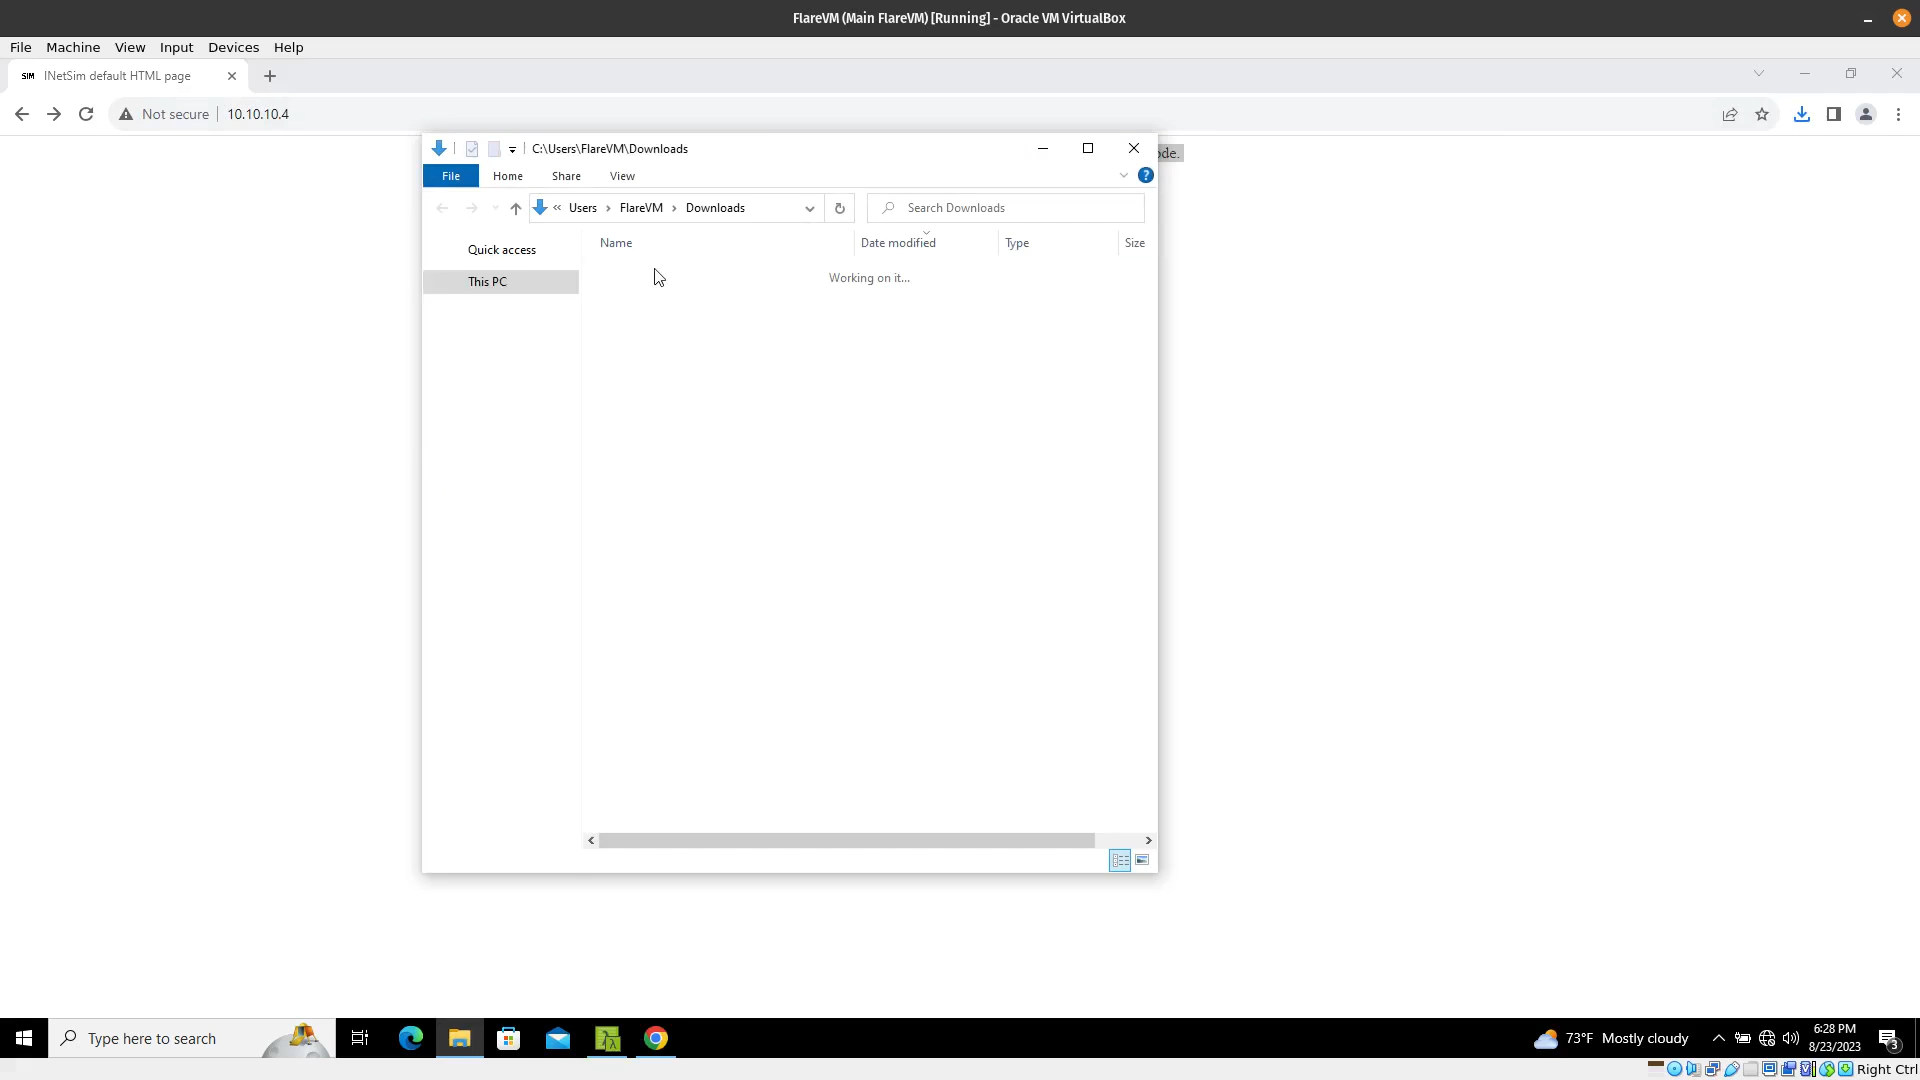 FlareVM (Main FlareVM) [Running] - Oracle VM VirtualBox
File Machine View Input Devices Help
SIM INetSim default HTML page
Not secure 10.10.10.4
C:\Users\FlareVM\Downloads
ode.
File Home Share View
« Users › FlareVM › Downloads
Search Downloads
Name Date modified Type Size
Quick access
Working on it...
This PC
Type here to search
73°F Mostly cloudy
6:28 PM
8/23/2023
3
Right Ctrl